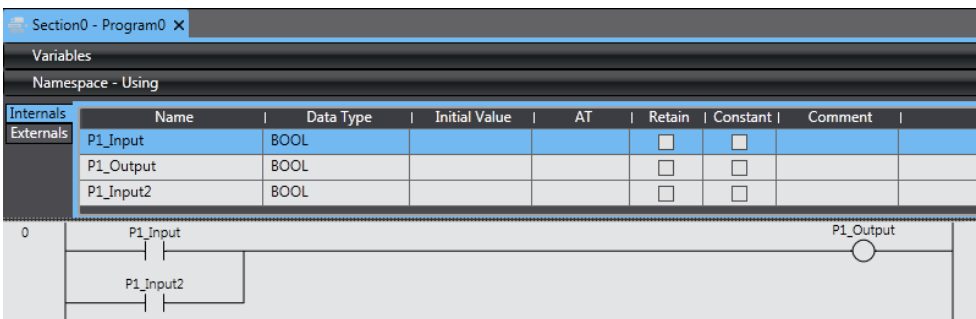 Section0 - Program0 X
Variables
Namespace - Using
Internals
Externals
Name Data Type Initial Value AT Retain Constant Comment
P1_Input BOOL
P1_Output BOOL
P1_Input2 BOOL
0 P1_Input P1_Output
P1_Input2